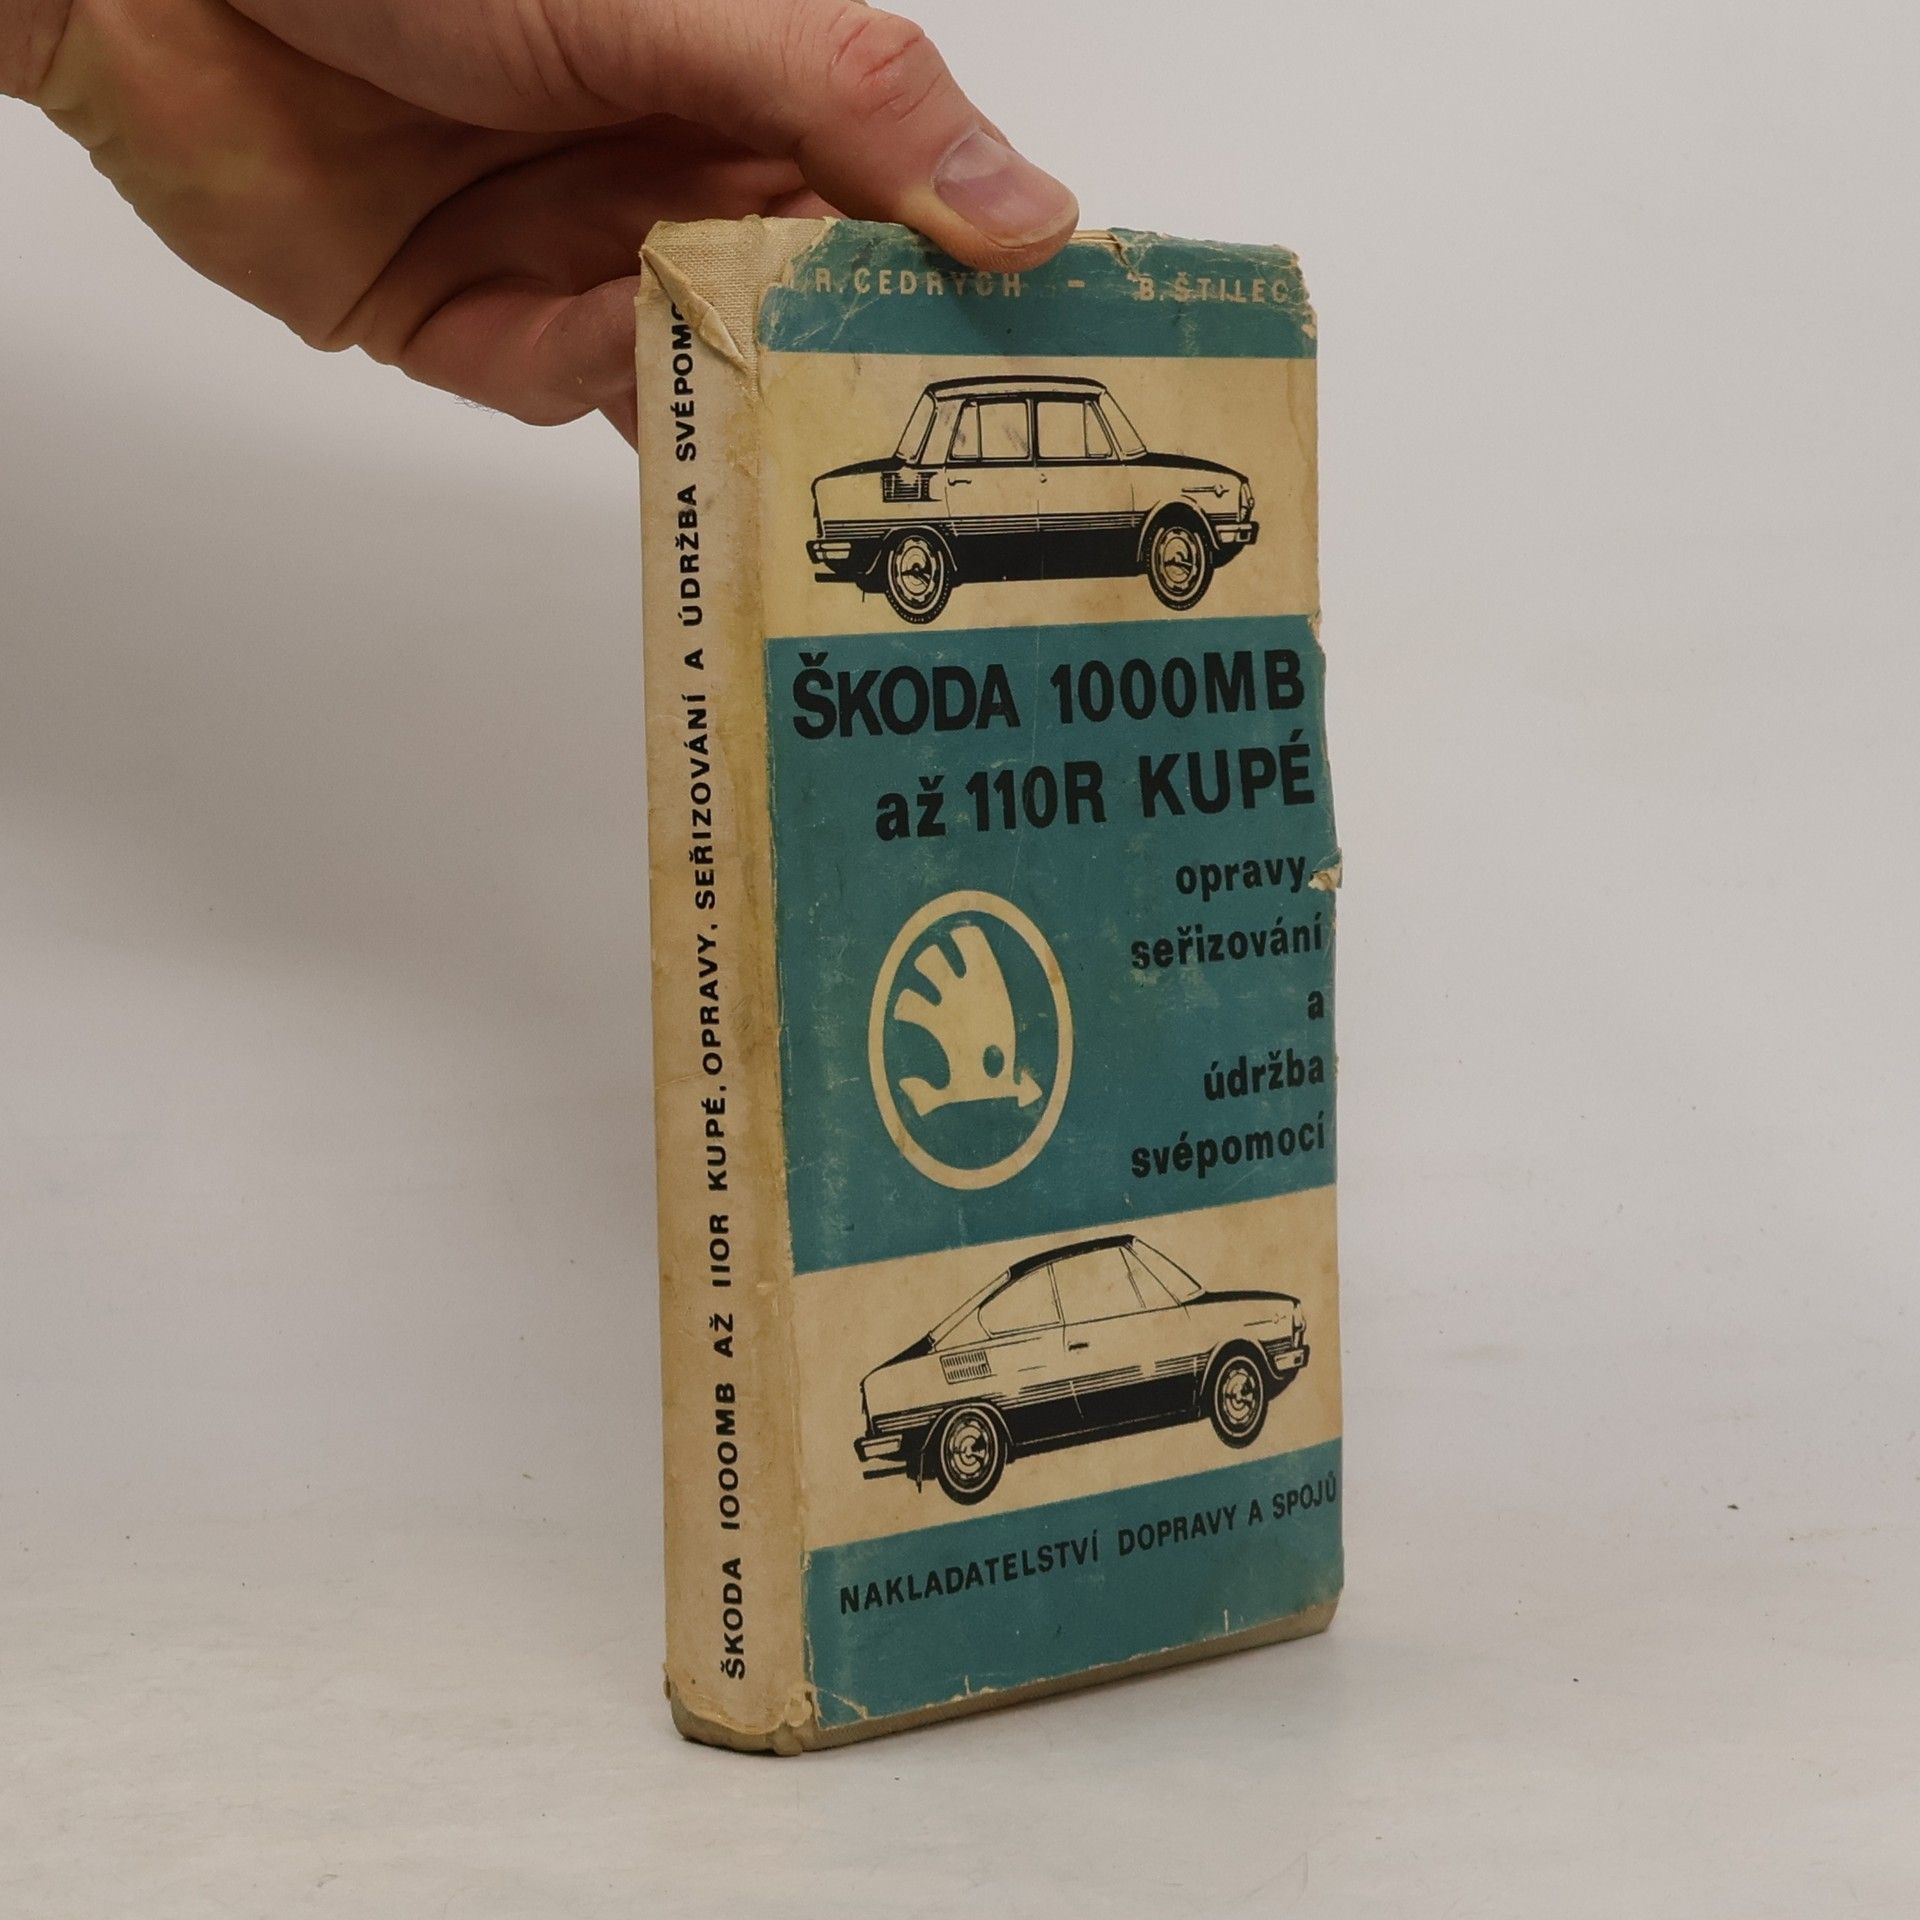 M.R. CEDRYCH - B. ŠTILEC
ŠKODA 1000MB
až 110R KUPÉ
opravy,
seřizování
a
údržba
svépomocí
NAKLADATELSTVÍ DOPRAVY A SPOJŮ
ŠKODA 1000MB AŽ 110R KUPÉ, OPRAVY, SEŘIZOVÁNÍ A ÚDRŽBA SVÉPOMO